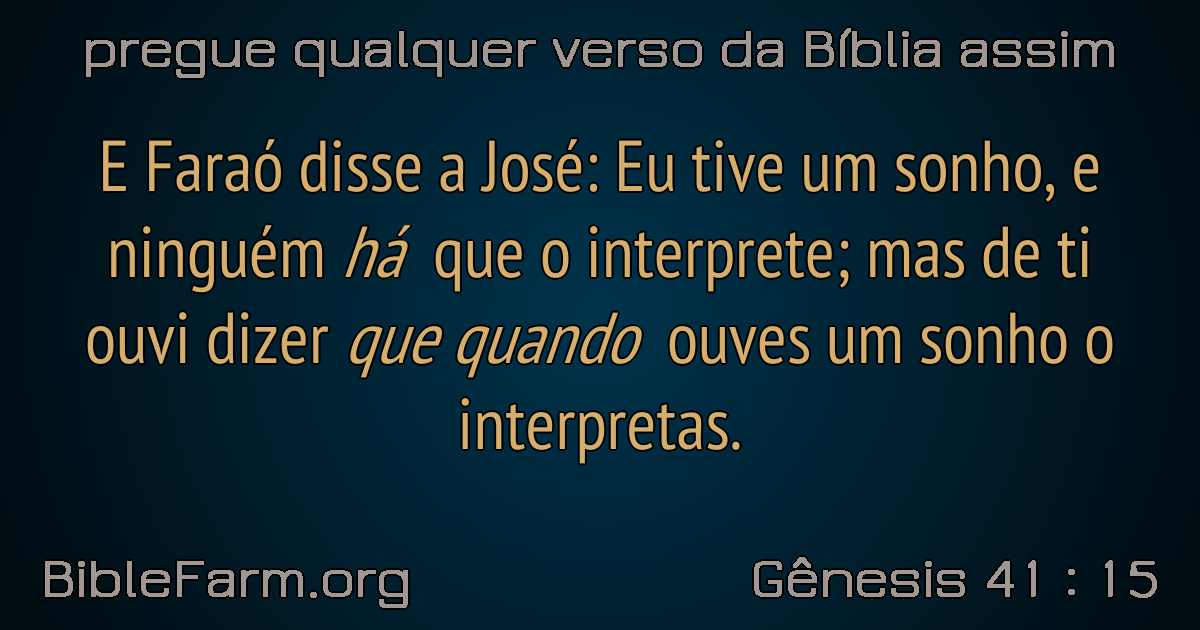 pregue qualquer verso da Bíblia assim
E Faraó disse a José: Eu tive um sonho, e
ninguém há que o interprete; mas de ti
ouvi dizer que quando ouves um sonho o
interpretas.
BibleFarm.org
Gênesis 41 : 15